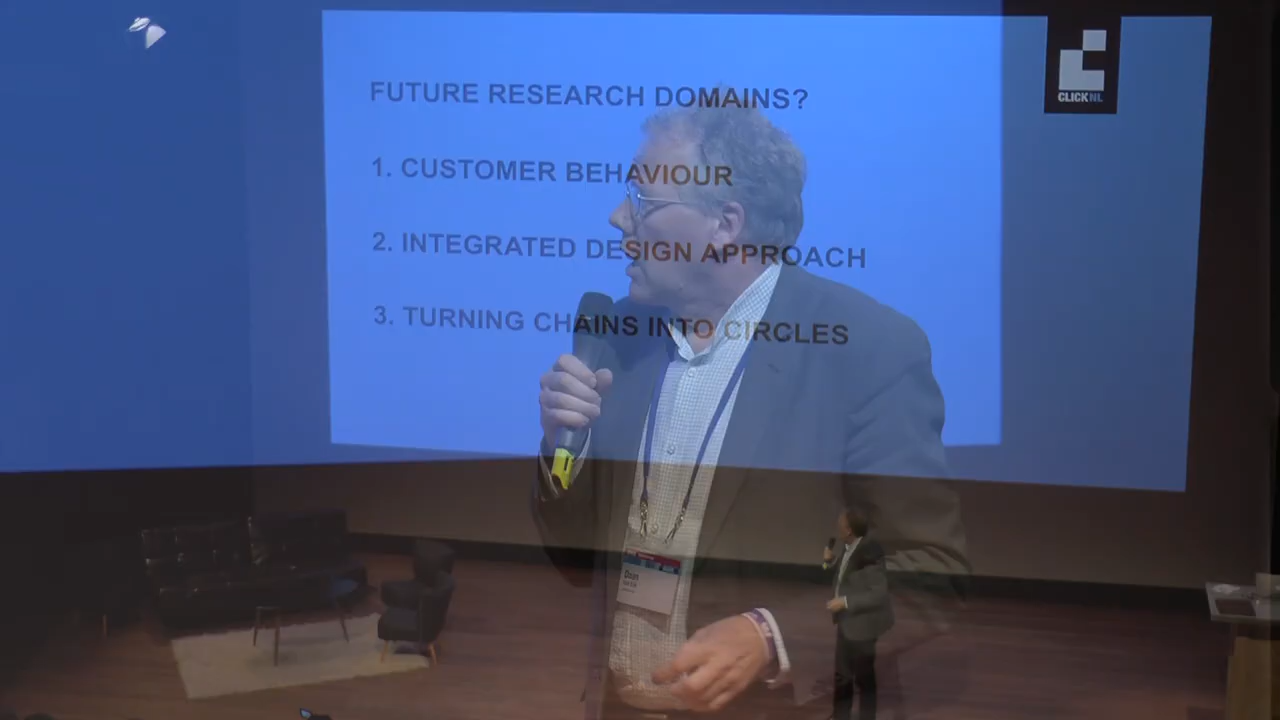 FUTURE RESEARCH DOMAINS?
1. CUSTOMER BEHAVIOUR
2. INTEGRATED DESIGN APPROACH
3. TURNING CHAINS INTO CIRCLES
CLICKNL